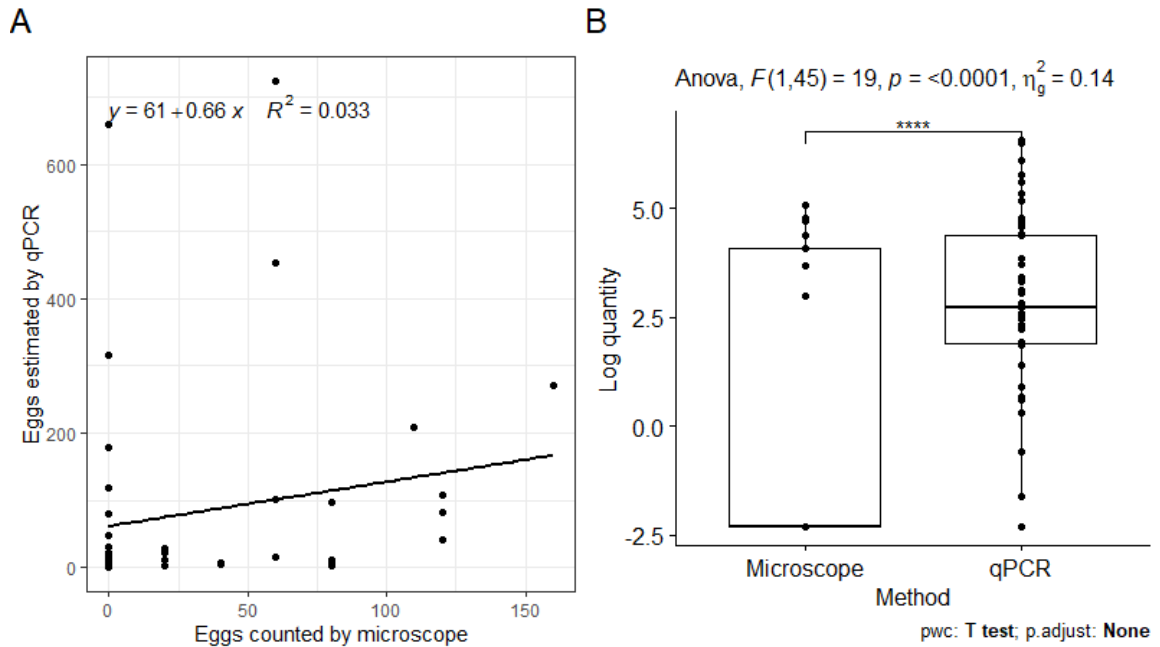 A
y = 61 + 0.66 x R² = 0.033
600
400
200
0
0 50 100 150
Eggs counted by microscope
Eggs estimated by qPCR
B
Anova, F(1,45) = 19, p = <0.0001, η²g = 0.14
****
5.0
2.5
0.0
-2.5
Log quantity
Microscope qPCR
Method
pwc: T test; p.adjust: None